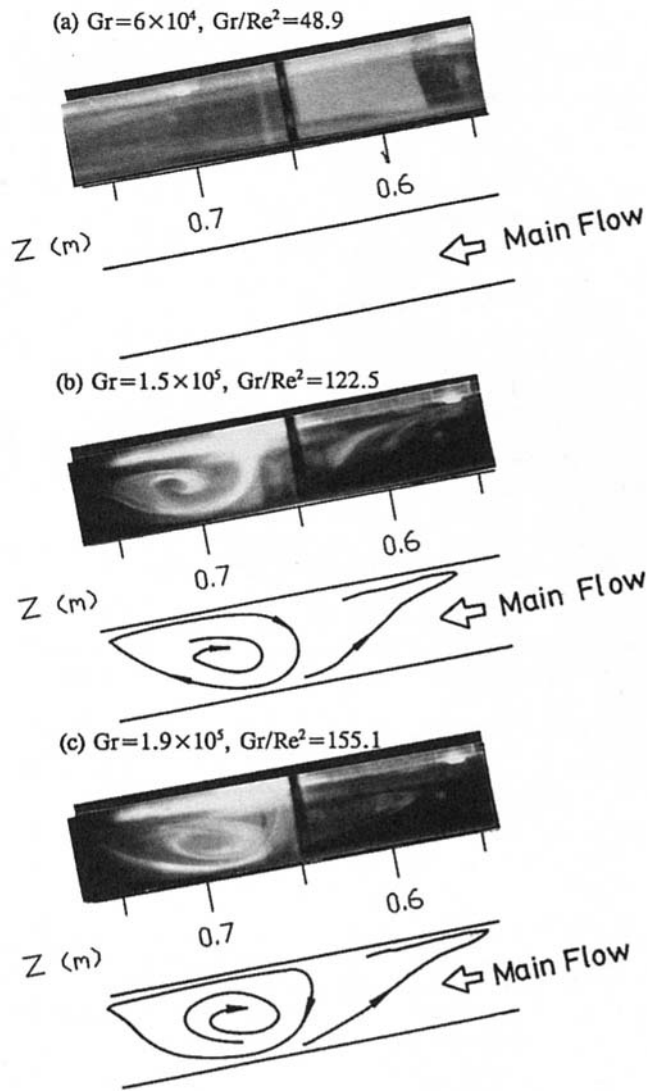 (a) Gr=6×10⁴, Gr/Re²=48.9
0.7 0.6
Z (m)
Main Flow
(b) Gr=1.5×10⁵, Gr/Re²=122.5
0.7 0.6
Z (m)
Main Flow
(c) Gr=1.9×10⁵, Gr/Re²=155.1
0.7 0.6
Z (m)
Main Flow